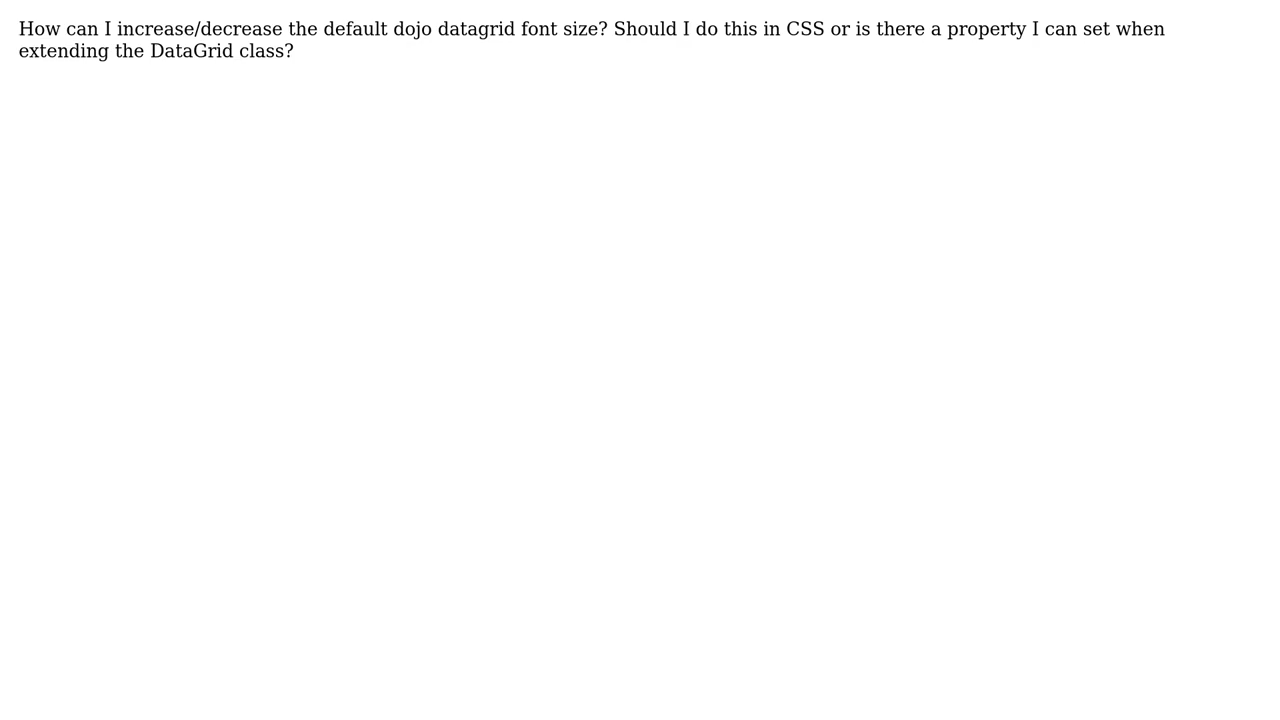 How can I increase/decrease the default dojo datagrid font size? Should I do this in CSS or is there a property I can set when
extending the DataGrid class?